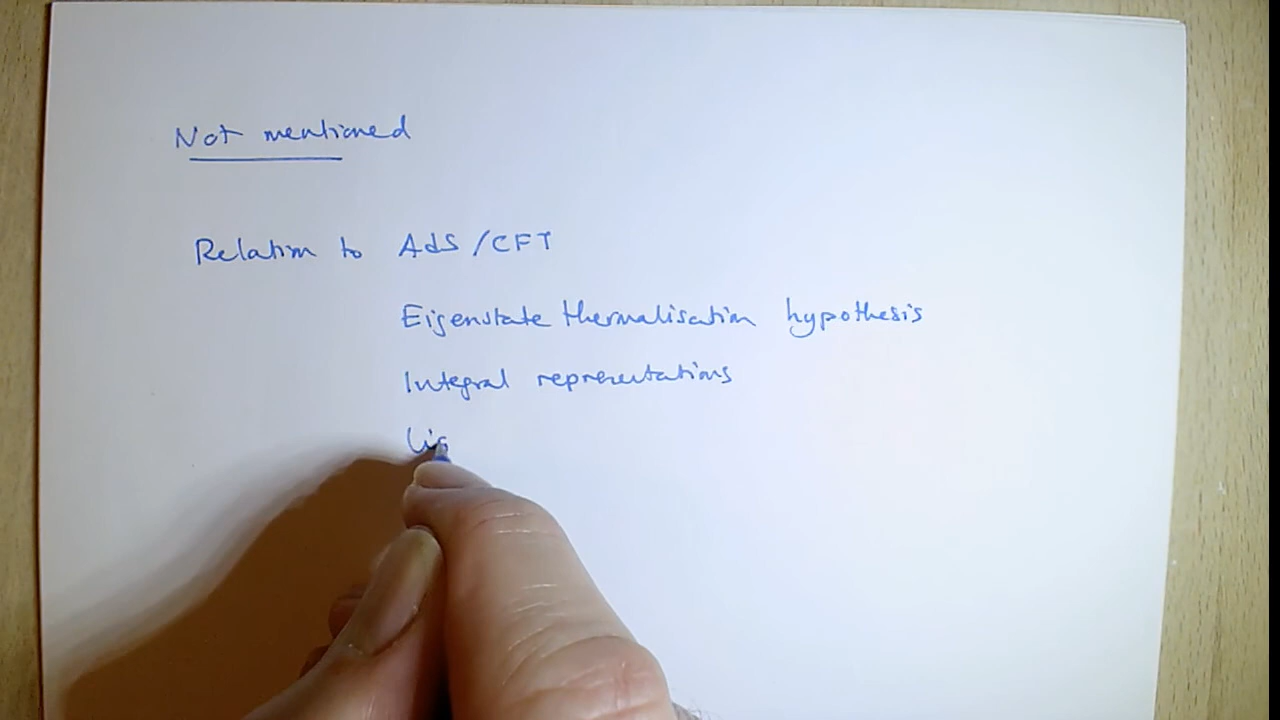 Not mentioned
Relation to AdS/CFT
Eigenstate thermalisation hypothesis
Integral representations